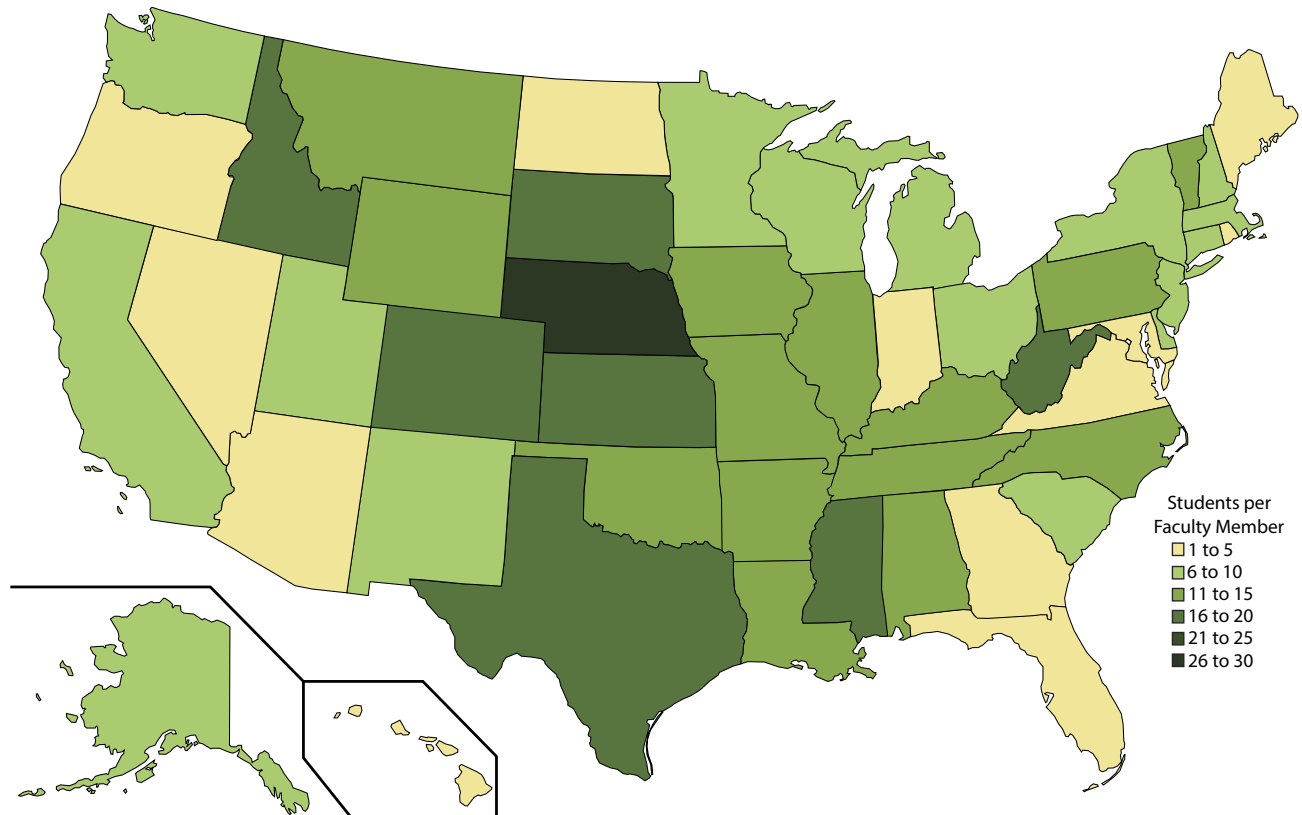 Students per
Faculty Member
1 to 5
6 to 10
11 to 15
16 to 20
21 to 25
26 to 30